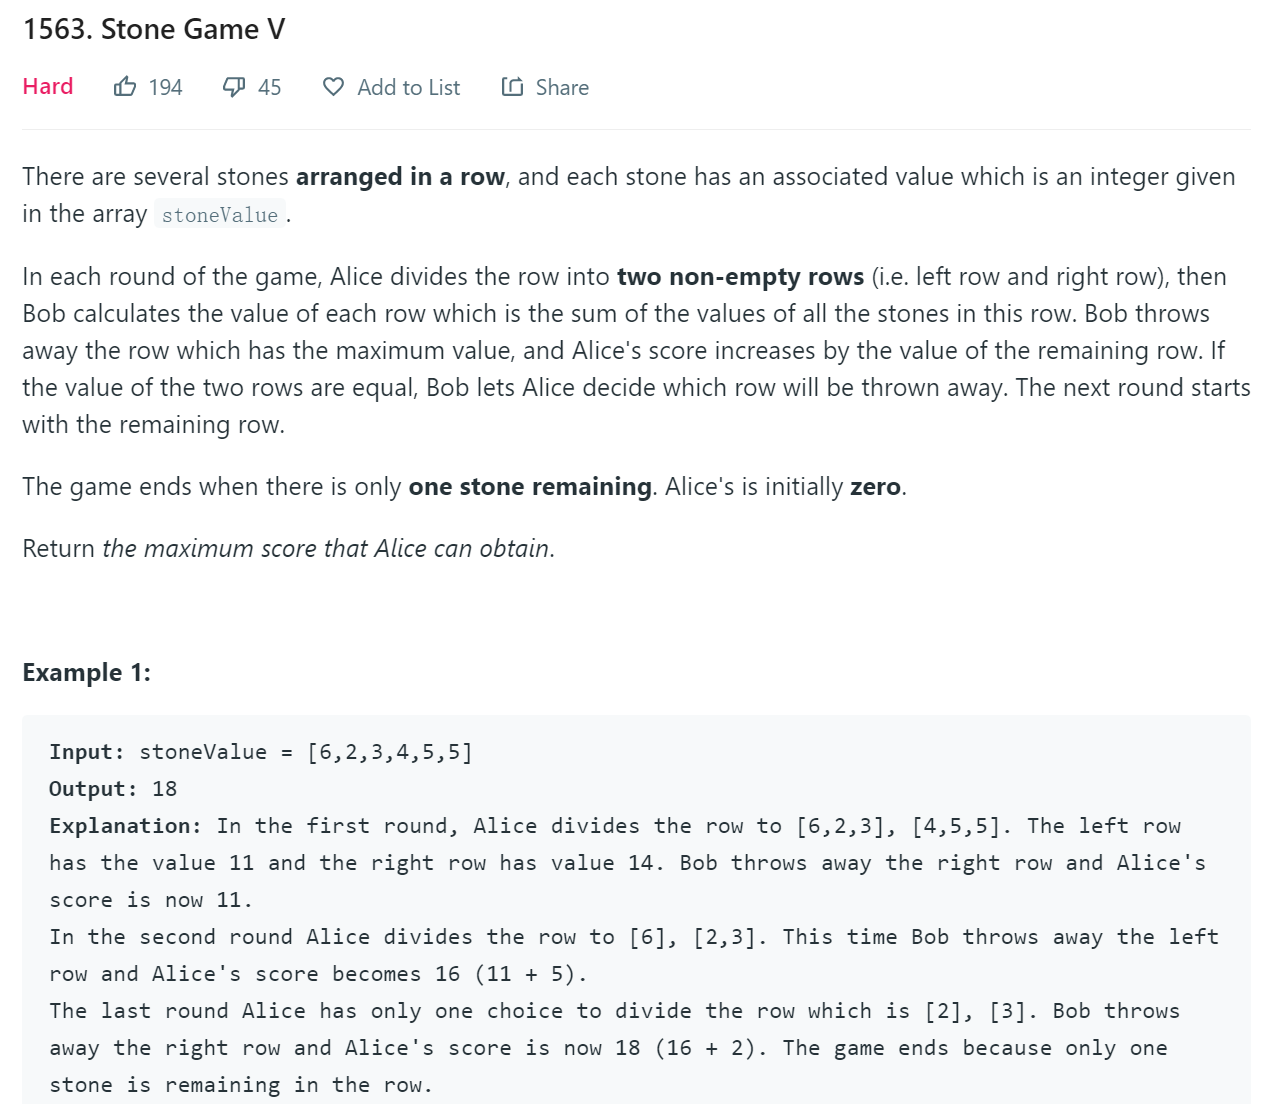 1563. Stone Game V
Hard 194 45 Add to List Share
There are several stones arranged in a row, and each stone has an associated value which is an integer given
in the array stoneValue.
In each round of the game, Alice divides the row into two non-empty rows (i.e. left row and right row), then
Bob calculates the value of each row which is the sum of the values of all the stones in this row. Bob throws
away the row which has the maximum value, and Alice's score increases by the value of the remaining row. If
the value of the two rows are equal, Bob lets Alice decide which row will be thrown away. The next round starts
with the remaining row.
The game ends when there is only one stone remaining. Alice's is initially zero.
Return the maximum score that Alice can obtain.
Example 1:
Input: stoneValue = [6,2,3,4,5,5]
Output: 18
Explanation: In the first round, Alice divides the row to [6,2,3], [4,5,5]. The left row
has the value 11 and the right row has value 14. Bob throws away the right row and Alice's
score is now 11.
In the second round Alice divides the row to [6], [2,3]. This time Bob throws away the left
row and Alice's score becomes 16 (11 + 5).
The last round Alice has only one choice to divide the row which is [2], [3]. Bob throws
away the right row and Alice's score is now 18 (16 + 2). The game ends because only one
stone is remaining in the row.